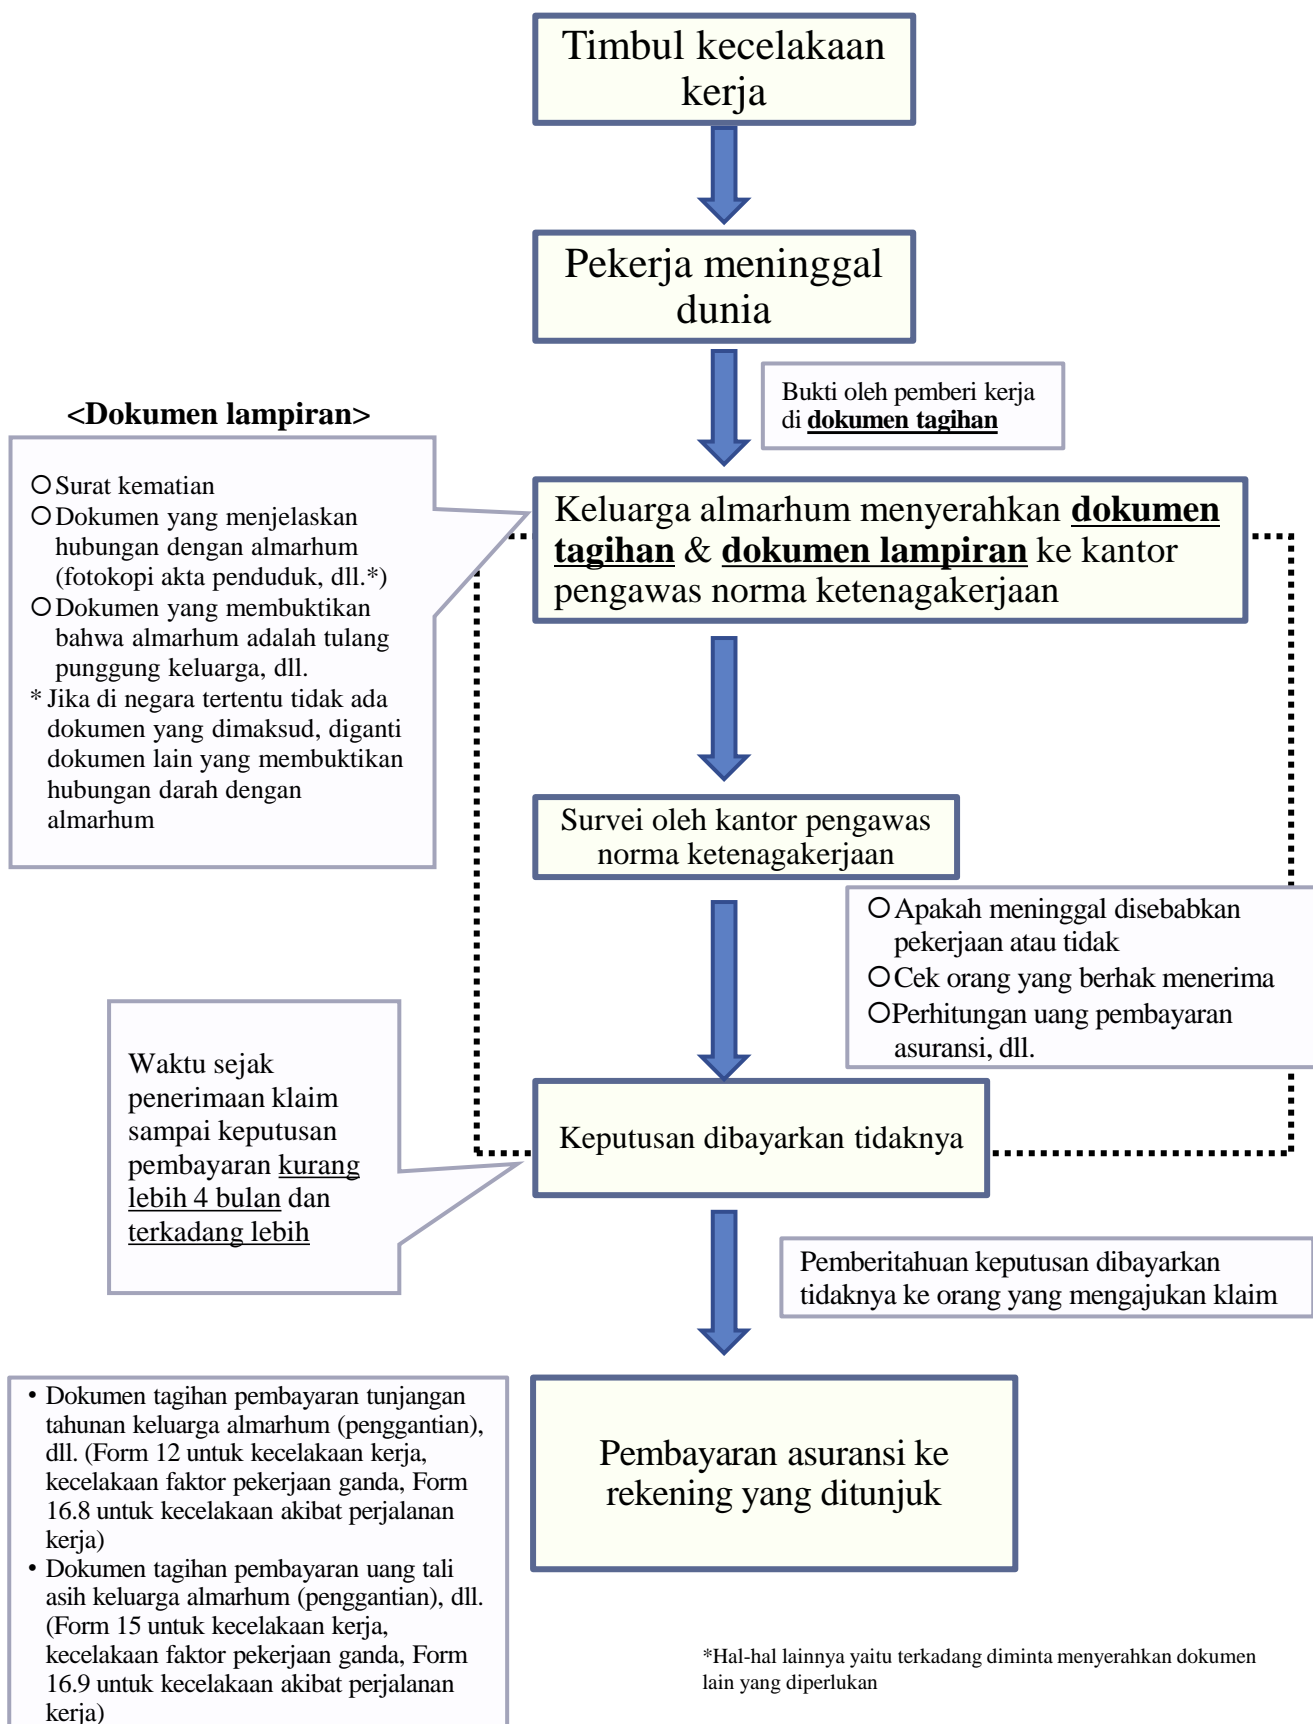 Timbul kecelakaan
kerja
Pekerja meninggal
dunia
Bukti oleh pemberi kerja
di dokumen tagihan
<Dokumen lampiran>
○ Surat kematian
○ Dokumen yang menjelaskan
hubungan dengan almarhum
(fotokopi akta penduduk, dll.*)
○ Dokumen yang membuktikan
bahwa almarhum adalah tulang
punggung keluarga, dll.
* Jika di negara tertentu tidak ada
dokumen yang dimaksud, diganti
dokumen lain yang membuktikan
hubungan darah dengan
almarhum
Keluarga almarhum menyerahkan dokumen
tagihan & dokumen lampiran ke kantor
pengawas norma ketenagakerjaan
Survei oleh kantor pengawas
norma ketenagakerjaan
○ Apakah meninggal disebabkan
pekerjaan atau tidak
○ Cek orang yang berhak menerima
○ Perhitungan uang pembayaran
asuransi, dll.
Waktu sejak
penerimaan klaim
sampai keputusan
pembayaran kurang
lebih 4 bulan dan
terkadang lebih
Keputusan dibayarkan tidaknya
Pemberitahuan keputusan dibayarkan
tidaknya ke orang yang mengajukan klaim
• Dokumen tagihan pembayaran tunjangan
tahunan keluarga almarhum (penggantian),
dll. (Form 12 untuk kecelakaan kerja,
kecelakaan faktor pekerjaan ganda, Form
16.8 untuk kecelakaan akibat perjalanan
kerja)
• Dokumen tagihan pembayaran uang tali
asih keluarga almarhum (penggantian), dll.
(Form 15 untuk kecelakaan kerja,
kecelakaan faktor pekerjaan ganda, Form
16.9 untuk kecelakaan akibat perjalanan
kerja)
Pembayaran asuransi ke
rekening yang ditunjuk
*Hal-hal lainnya yaitu terkadang diminta menyerahkan dokumen
lain yang diperlukan